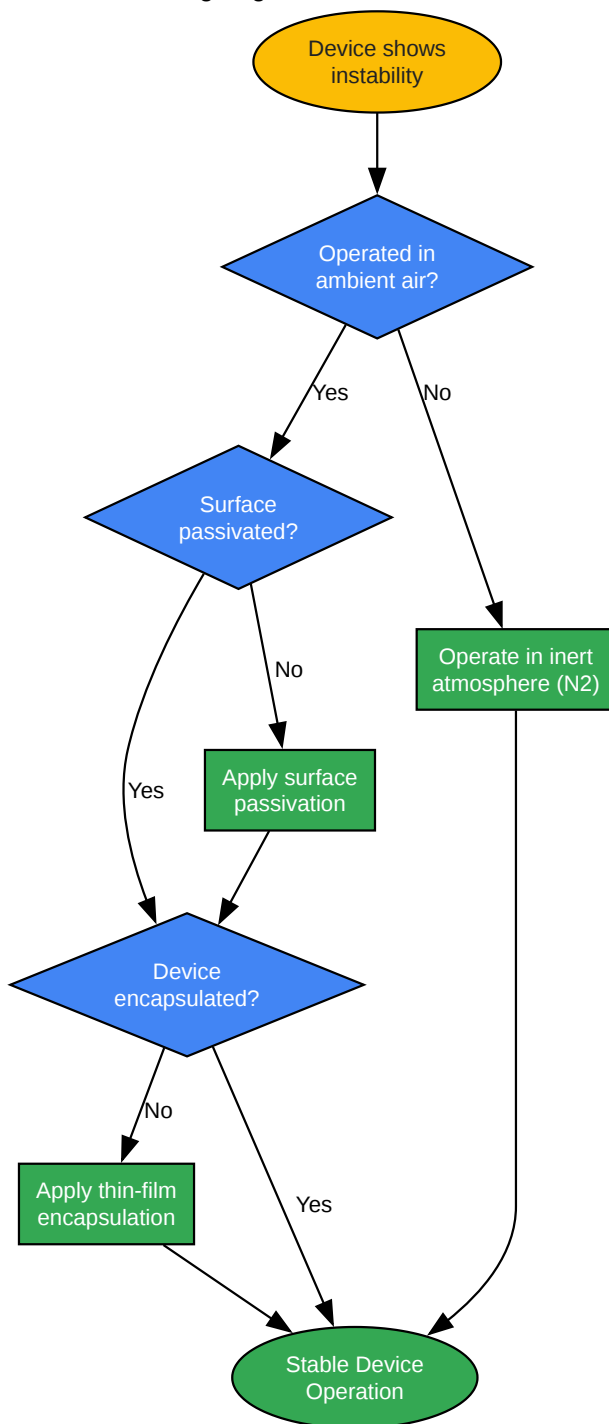 Device shows
instability
Operated in
ambient air?
Yes
No
Surface
passivated?
Operate in inert
atmosphere (N2)
No
Yes
Apply surface
passivation
Device
encapsulated?
No
Yes
Apply thin-film
encapsulation
Stable Device
Operation